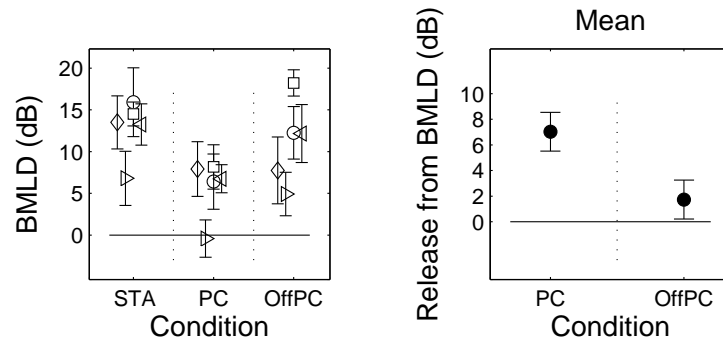 BMLD (dB)
20
15
10
5
0
STA PC OffPC
Condition
Mean
Release from BMLD (dB)
10
8
6
4
2
0
PC OffPC
Condition